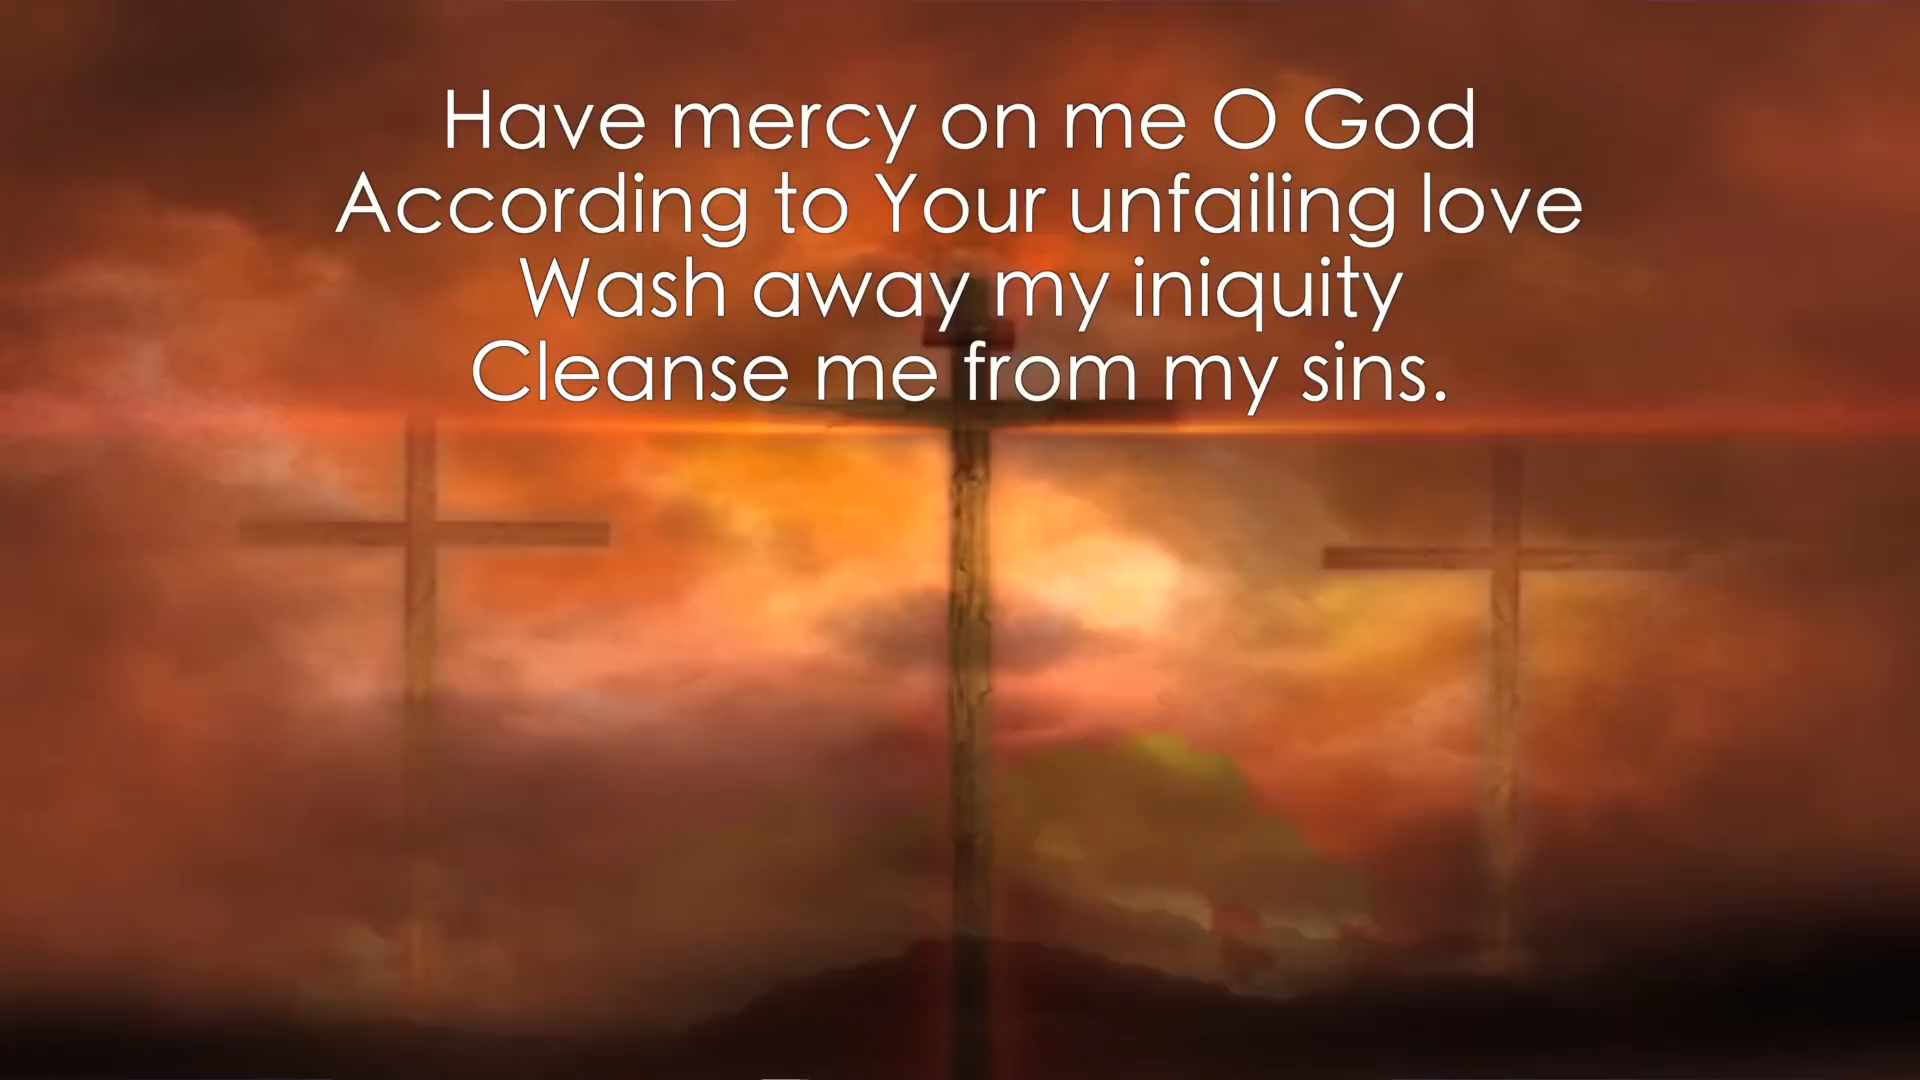 Have mercy on me O God
According to Your unfailing love
Wash away my iniquity
Cleanse me from my sins.